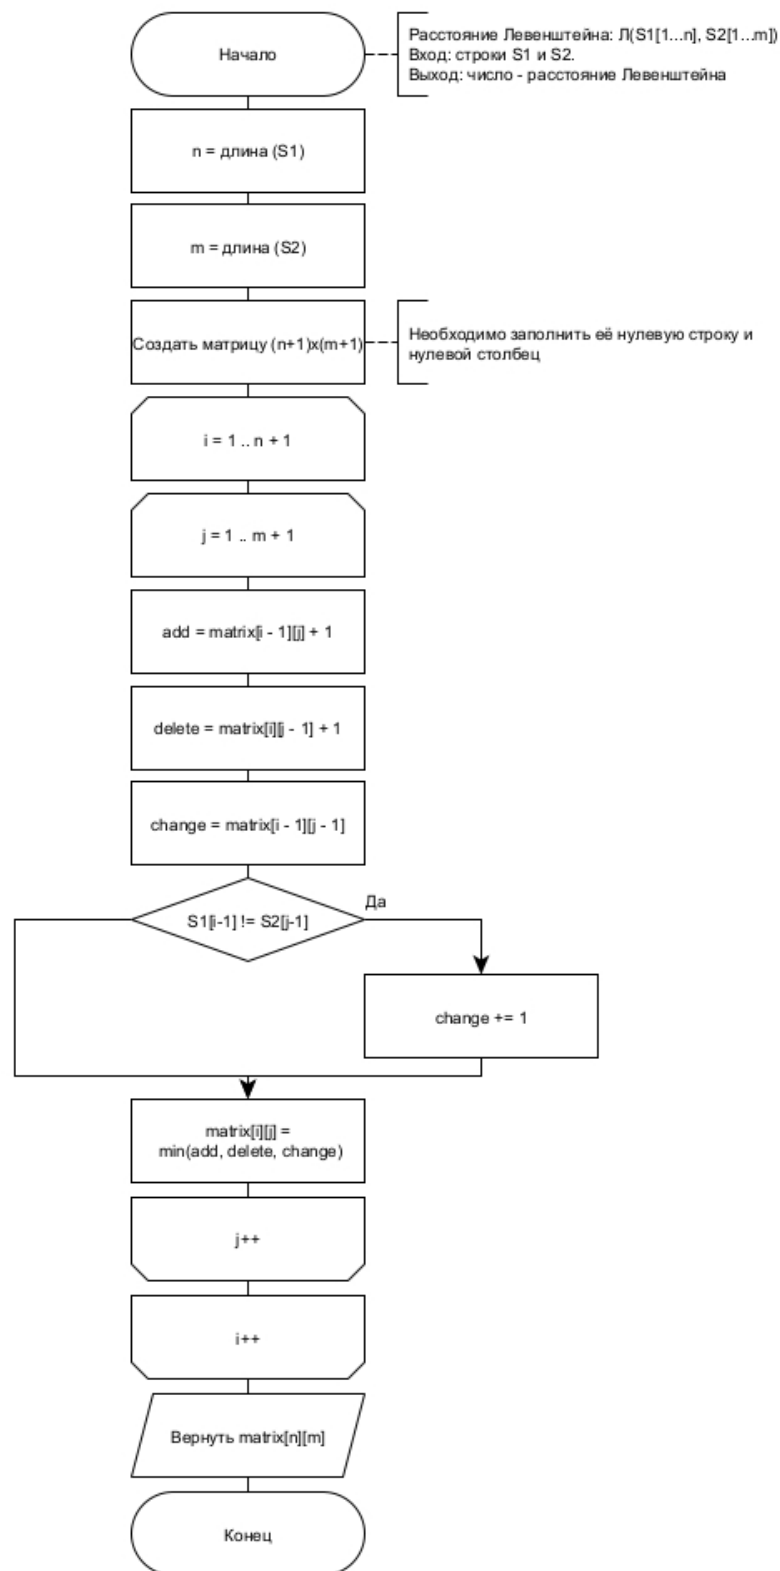 Начало
Расстояние Левенштейна: Л(S1[1...n], S2[1...m])
Вход: строки S1 и S2.
Выход: число - расстояние Левенштейна
n = длина (S1)
m = длина (S2)
Создать матрицу (n+1)x(m+1)
Необходимо заполнить её нулевую строку и
нулевой столбец
i = 1 .. n + 1
j = 1 .. m + 1
add = matrix[i - 1][j] + 1
delete = matrix[i][j - 1] + 1
change = matrix[i - 1][j - 1]
S1[i-1] != S2[j-1]
Да
change += 1
matrix[i][j] =
min(add, delete, change)
j++
i++
Вернуть matrix[n][m]
Конец